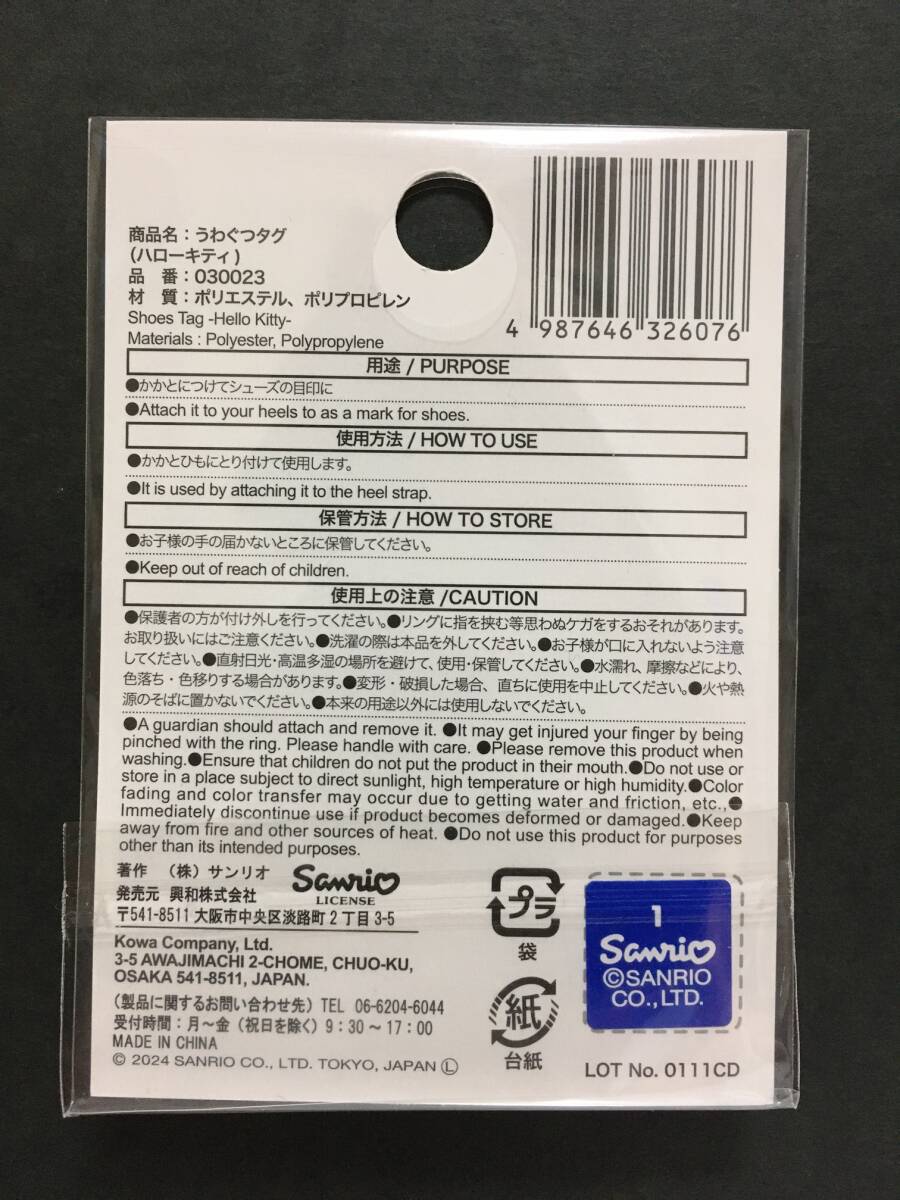 商品名：うわぐつタグ
(ハローキティ)
品　番：030023
材　質：ポリエステル、ポリプロピレン
Shoes Tag -Hello Kitty-
Materials : Polyester, Polypropylene
4 987646 326076
用途 / PURPOSE
●かかとにつけてシューズの目印に
●Attach it to your heels to as a mark for shoes.
使用方法 / HOW TO USE
●かかとひもにとり付けて使用します。
●It is used by attaching it to the heel strap.
保管方法 / HOW TO STORE
●お子様の手の届かないところに保管してください。
●Keep out of reach of children.
使用上の注意 /CAUTION
●保護者の方が付け外しを行ってください。●リングに指を挟む等思わぬケガをするおそれがあります。
お取り扱いにはご注意ください。●洗濯の際は本品を外してください。●お子様が口に入れないよう注意
してください。●直射日光・高温多湿の場所を避けて、使用・保管してください。●水濡れ、摩擦などにより、
色落ち・色移りする場合があります。●変形・破損した場合、直ちに使用を中止してください。●火や熱
源のそばに置かないでください。●本来の用途以外には使用しないでください。
●A guardian should attach and remove it. ●It may get injured your finger by being
pinched with the ring. Please handle with care. ●Please remove this product when
washing.●Ensure that children do not put the product in their mouth.●Do not use or
store in a place subject to direct sunlight, high temperature or high humidity.●Color
fading and color transfer may occur due to getting water and friction, etc.,●
Immediately discontinue use if product becomes deformed or damaged.●Keep
away from fire and other sources of heat. ●Do not use this product for purposes
other than its intended purposes.
著作　（株）サンリオ
Sanrio
LICENSE
発売元　興和株式会社
〒541-8511 大阪市中央区淡路町２丁目3-5
Kowa Company, Ltd.
3-5 AWAJIMACHI 2-CHOME, CHUO-KU,
OSAKA 541-8511, JAPAN.
（製品に関するお問い合わせ先）TEL 06-6204-6044
受付時間：月～金（祝日を除く）9：30～17：00
MADE IN CHINA
© 2024 SANRIO CO., LTD. TOKYO, JAPAN Ⓛ
プラ
袋
紙
台紙
1
Sanrio
©SANRIO
CO.,LTD.
LOT No. 0111CD